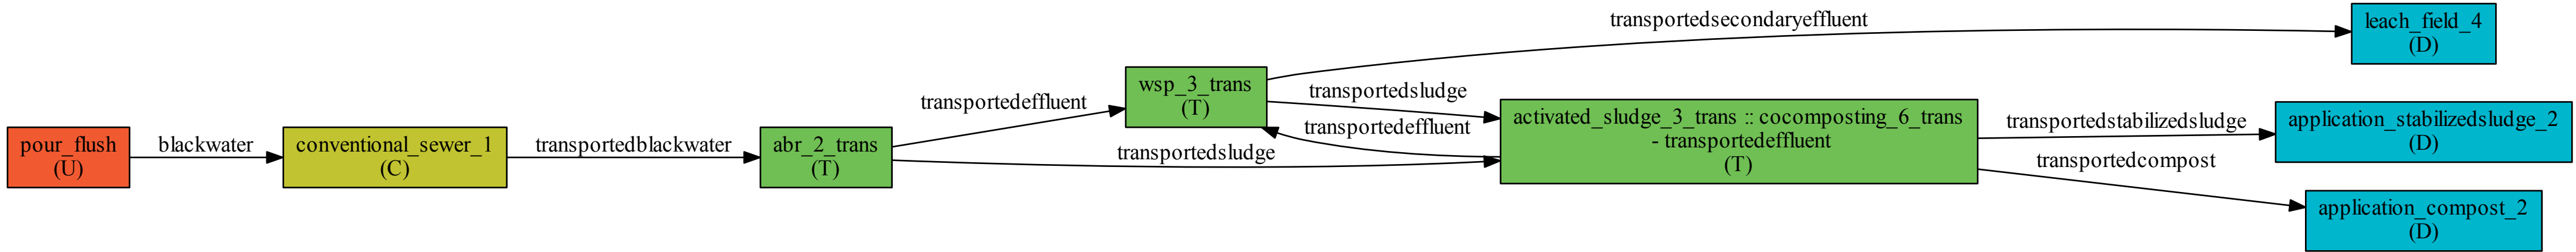 pour_flush
(U)
blackwater
conventional_sewer_1
(C)
transportedblackwater
abr_2_trans
(T)
transportedeffluent
transportedsludge
wsp_3_trans
(T)
transportedsecondaryeffluent
transportedsludge
transportedeffluent
activated_sludge_3_trans :: cocomposting_6_trans
- transportedeffluent
(T)
transportedstabilizedsludge
transportedcompost
leach_field_4
(D)
application_stabilizedsludge_2
(D)
application_compost_2
(D)